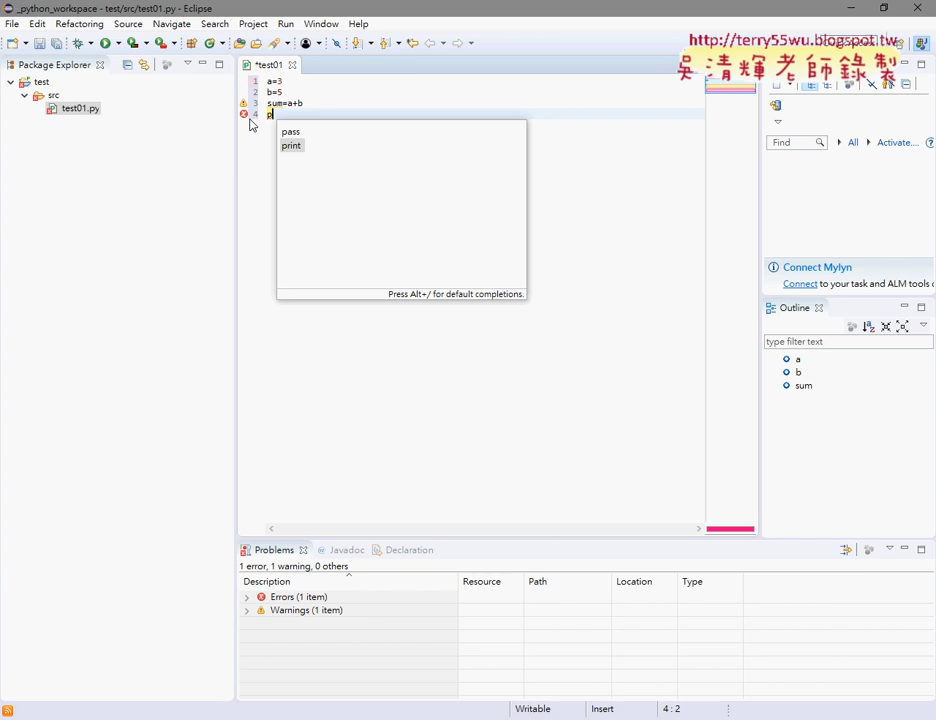 _python_workspace - test/src/test01.py - Eclipse
File Edit Refactoring Source Navigate Search Project Run Window Help
http://terry55wu.blogspot.tw
吳清輝老師錄製
Package Explorer
*test01
test
src
test01.py
1 a=3
2 b=5
3 sum=a+b
4 p
pass
print
Press Alt+/ for default completions.
Find All Activate...
Connect Mylyn
Connect to your task and ALM tools
Outline
type filter text
a
b
sum
Problems Javadoc Declaration
1 error, 1 warning, 0 others
Description Resource Path Location Type
Errors (1 item)
Warnings (1 item)
Writable Insert 4 : 2